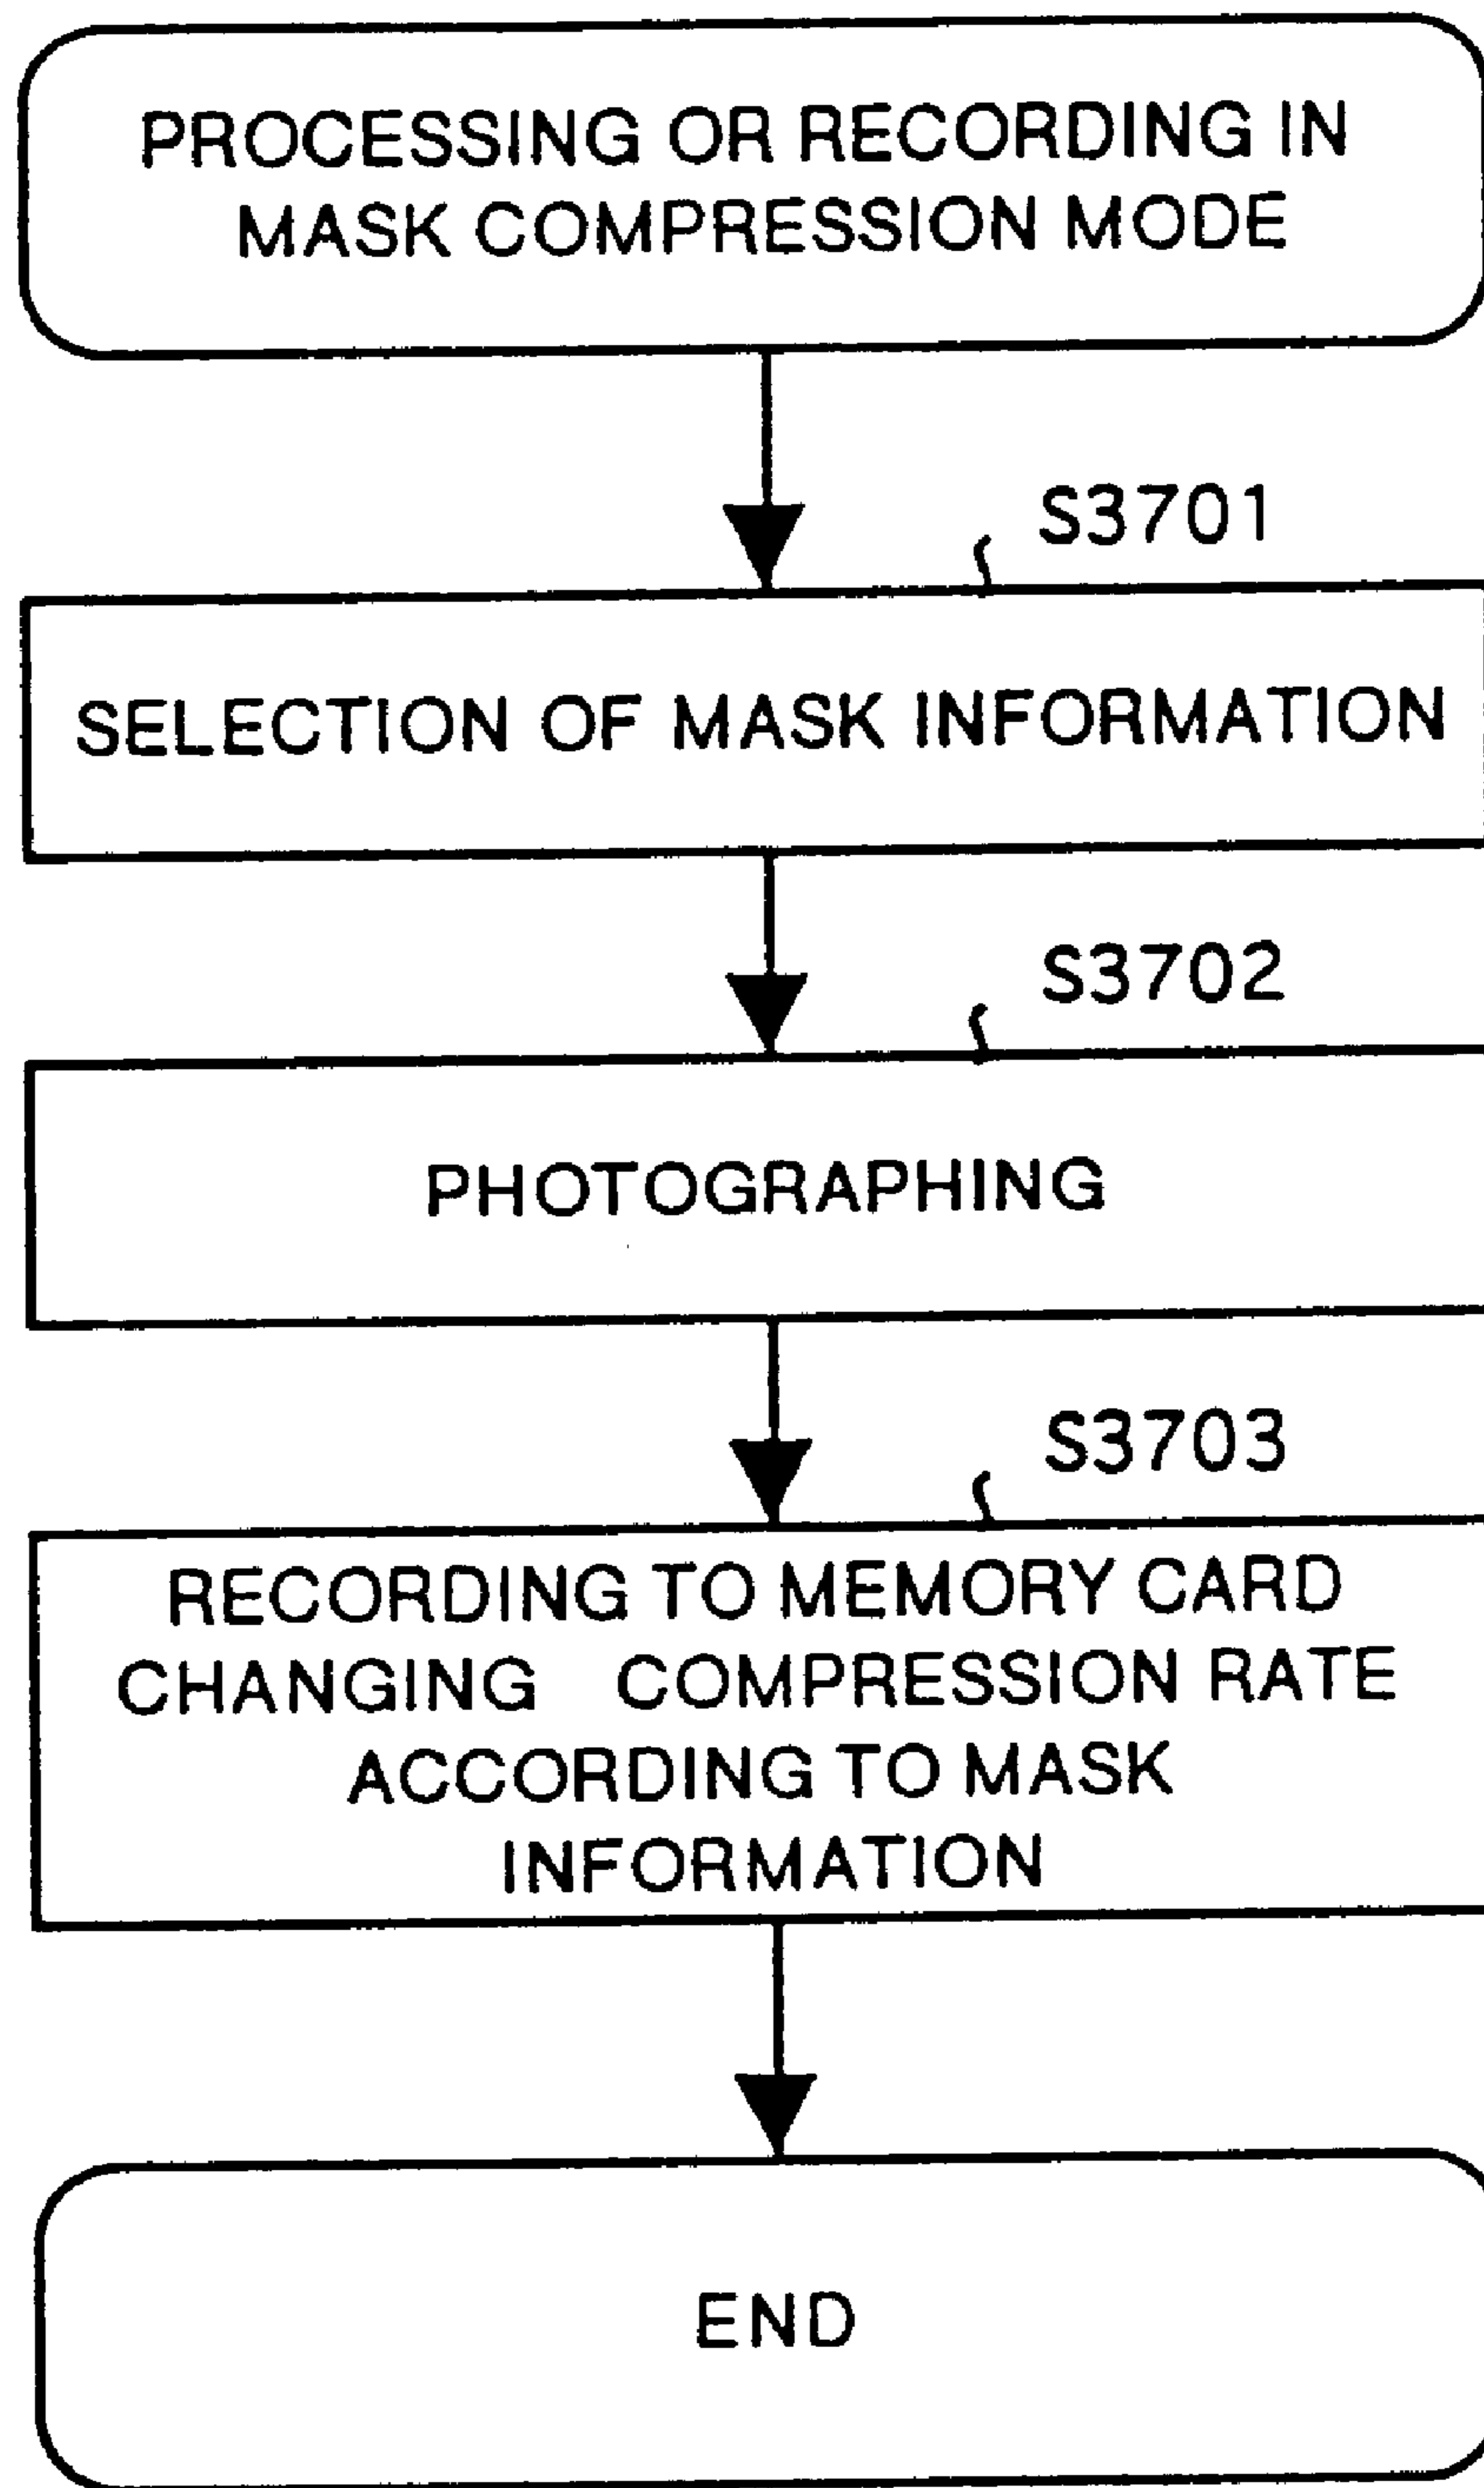 PROCESSING OR RECORDING IN
MASK COMPRESSION MODE
S3701
SELECTION OF MASK INFORMATION
S3702
PHOTOGRAPHING
S3703
RECORDING TO MEMORY CARD
CHANGING COMPRESSION RATE
ACCORDING TO MASK
INFORMATION
END